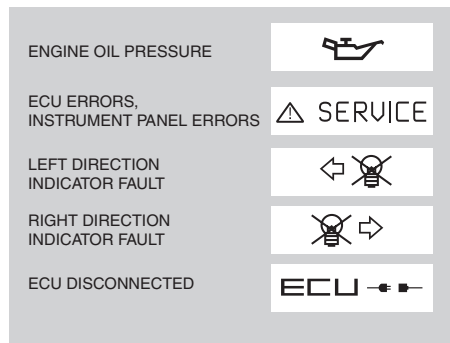 ENGINE OIL PRESSURE
ECU ERRORS,
INSTRUMENT PANEL ERRORS
SERVICE
LEFT DIRECTION
INDICATOR FAULT
RIGHT DIRECTION
INDICATOR FAULT
ECU DISCONNECTED
ECU